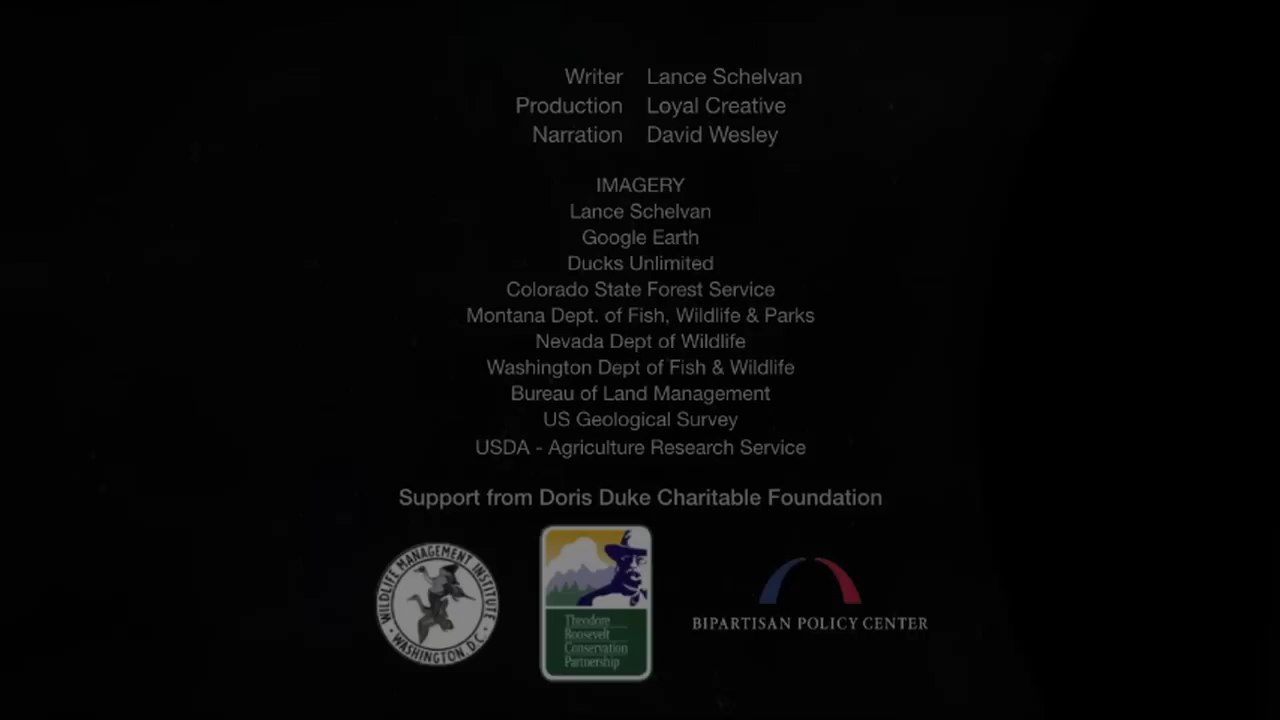 Writer Lance Schelvan
Production Loyal Creative
Narration David Wesley
IMAGERY
Lance Schelvan
Google Earth
Ducks Unlimited
Colorado State Forest Service
Montana Dept. of Fish, Wildlife & Parks
Nevada Dept of Wildlife
Washington Dept of Fish & Wildlife
Bureau of Land Management
US Geological Survey
USDA - Agriculture Research Service
Support from Doris Duke Charitable Foundation
WILDLIFE MANAGEMENT INSTITUTE
WASHINGTON, D.C.
Theodore
Roosevelt
Conservation
Partnership
BIPARTISAN POLICY CENTER